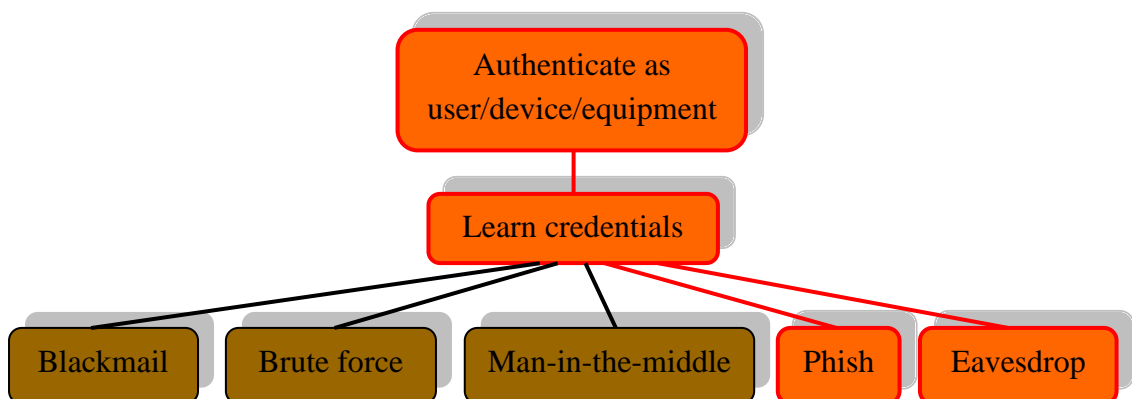 Authenticate as
user/device/equipment
Learn credentials
Blackmail
Brute force
Man-in-the-middle
Phish
Eavesdrop